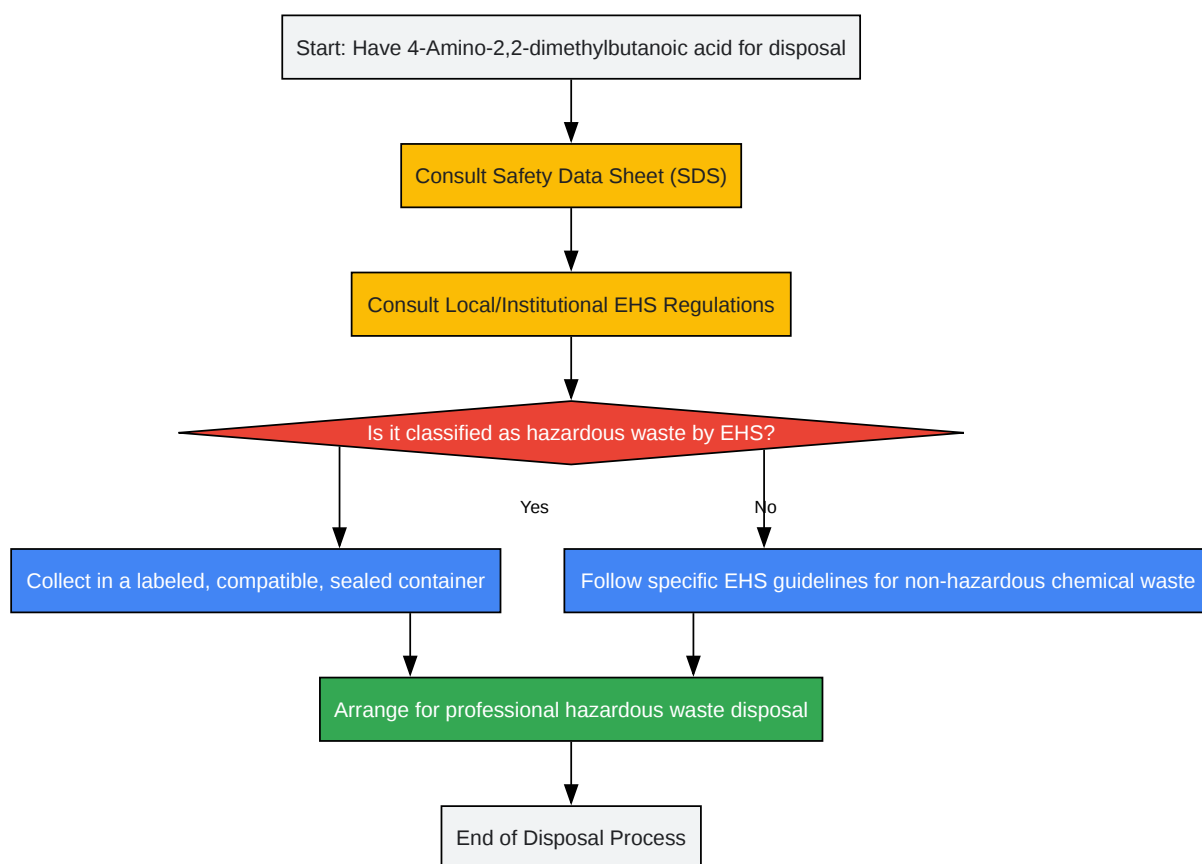 Start: Have 4-Amino-2,2-dimethylbutanoic acid for disposal
Consult Safety Data Sheet (SDS)
Consult Local/Institutional EHS Regulations
Is it classified as hazardous waste by EHS?
Yes
No
Collect in a labeled, compatible, sealed container
Follow specific EHS guidelines for non-hazardous chemical waste
Arrange for professional hazardous waste disposal
End of Disposal Process